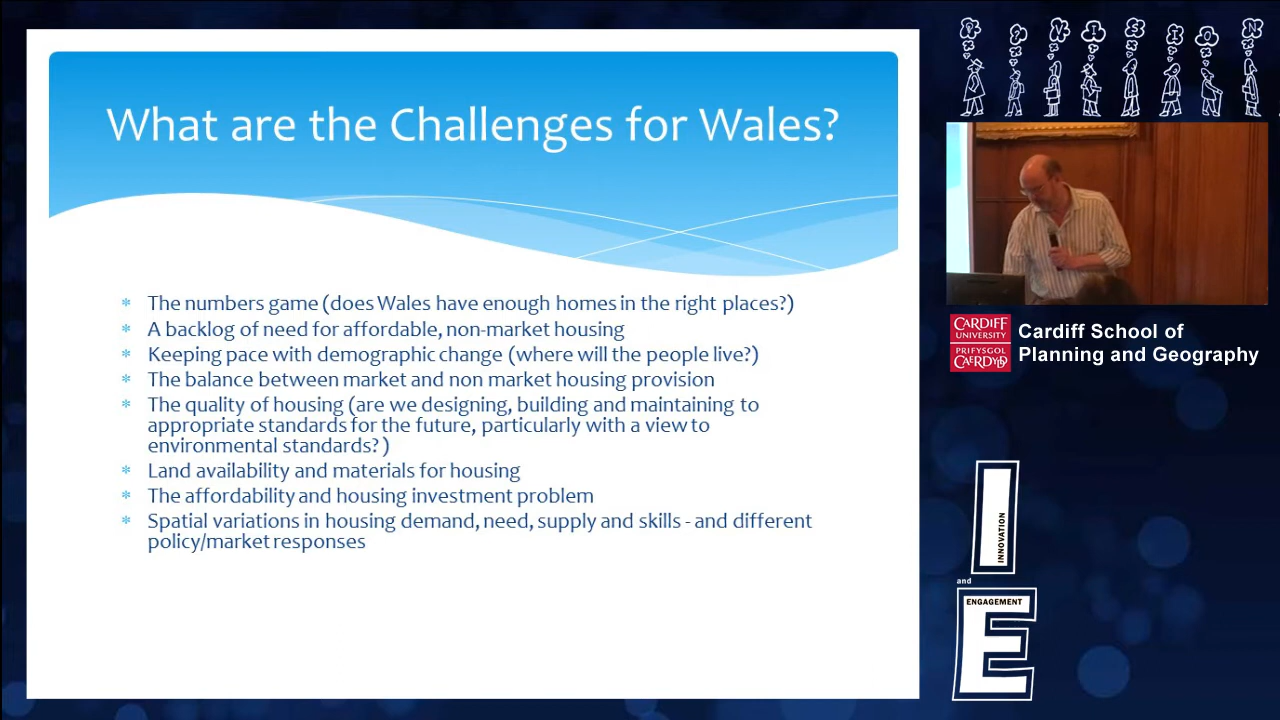 What are the Challenges for Wales?
* The numbers game (does Wales have enough homes in the right places?)
* A backlog of need for affordable, non-market housing
* Keeping pace with demographic change (where will the people live?)
* The balance between market and non market housing provision
* The quality of housing (are we designing, building and maintaining to
appropriate standards for the future, particularly with a view to
environmental standards? )
* Land availability and materials for housing
* The affordability and housing investment problem
* Spatial variations in housing demand, need, supply and skills - and different
policy/market responses
? ? V I S I O N
CARDIFF
UNIVERSITY
PRIFYSGOL
CAERDYDD
Cardiff School of
Planning and Geography
I
INNOVATION
and
ENGAGEMENT
E